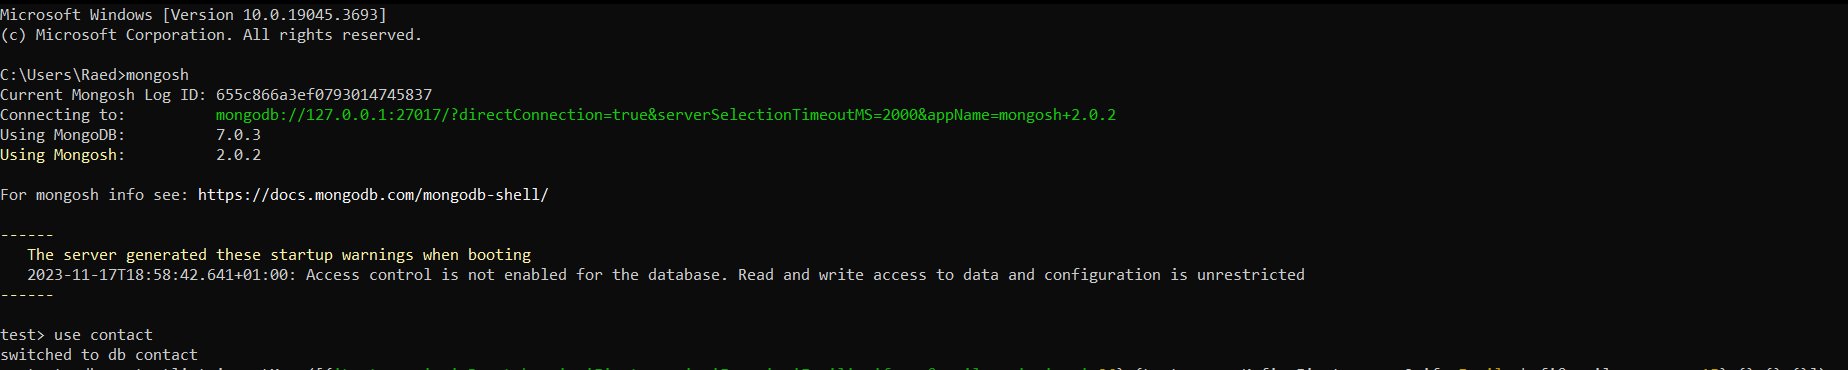 Microsoft Windows [Version 10.0.19045.3693]
(c) Microsoft Corporation. All rights reserved.
C:\Users\Raed>mongosh
Current Mongosh Log ID: 655c866a3ef0793014745837
Connecting to: mongodb://127.0.0.1:27017/?directConnection=true&serverSelectionTimeoutMS=2000&appName=mongosh+2.0.2
Using MongoDB: 7.0.3
Using Mongosh: 2.0.2
For mongosh info see: https://docs.mongodb.com/mongodb-shell/
------
The server generated these startup warnings when booting
2023-11-17T18:58:42.641+01:00: Access control is not enabled for the database. Read and write access to data and configuration is unrestricted
------
test> use contact
switched to db contact